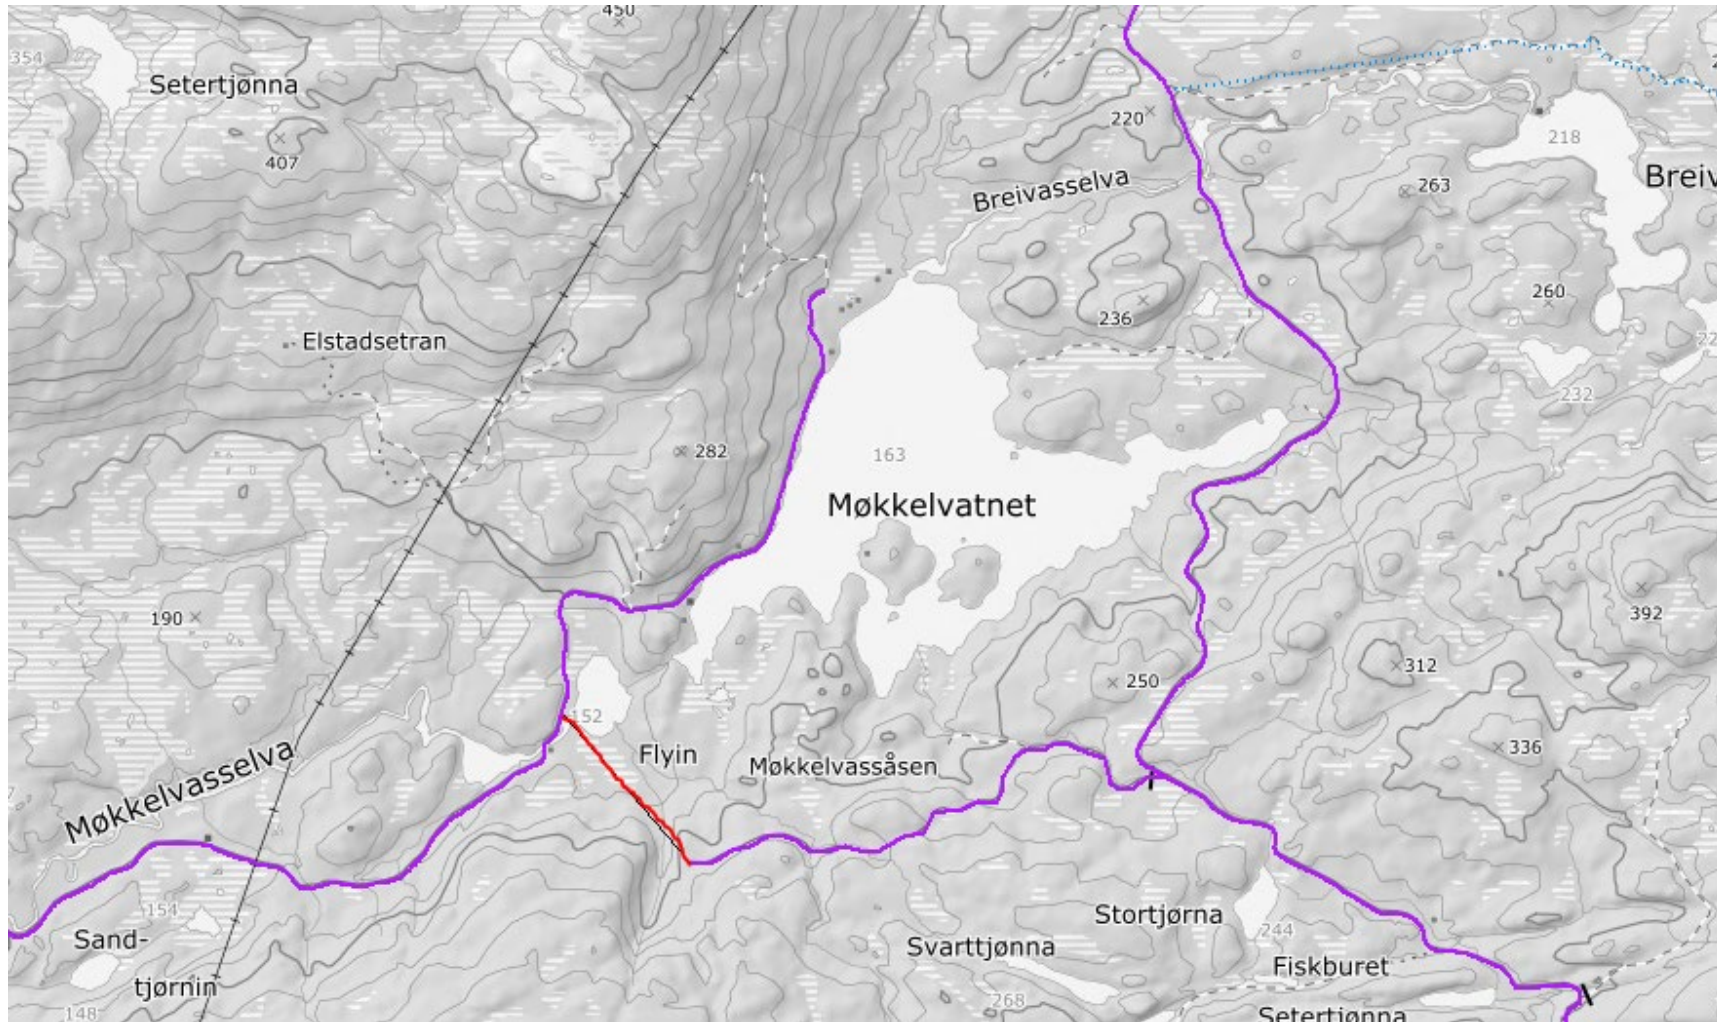 450
354
Setertjønna
407
220
218
Breivasselva
263
Breiv
236
260
Elstadsetran
232
282
163
Møkkelvatnet
190
392
312
250
152
Flyin
336
Møkkelvassåsen
Møkkelvasselva
154
Sand-
tjørnin
148
Stortjørna
244
Svarttjønna
Fiskburet
268
Setertjønna